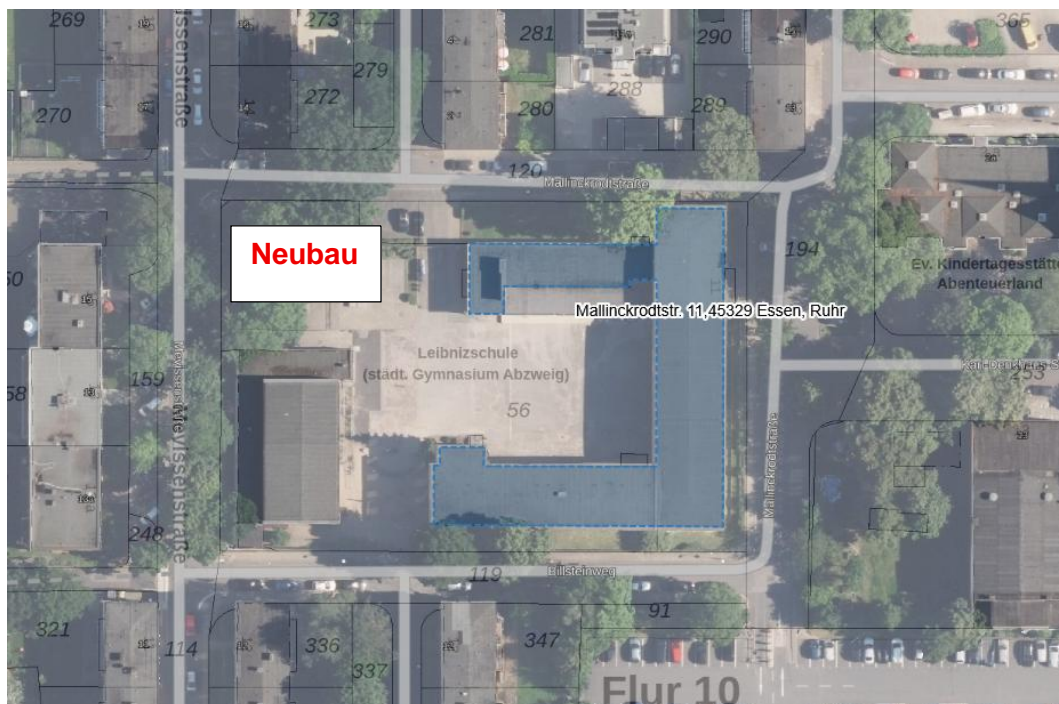 269
273
281
290
365
279
270
272
280
288
289
120
Mallinckrodtstraße
Neubau
194
Ev. Kindertagesstätte
Abenteuerland
Mallinckrodtstr. 11,45329 Essen, Ruhr
Leibnizschule
(städt. Gymnasium Abzweig)
56
159
253
Mevissenstraße
Mallinckrodtstraße
248
Billsteinweg
119
91
321
114
336
337
347
Flur 10